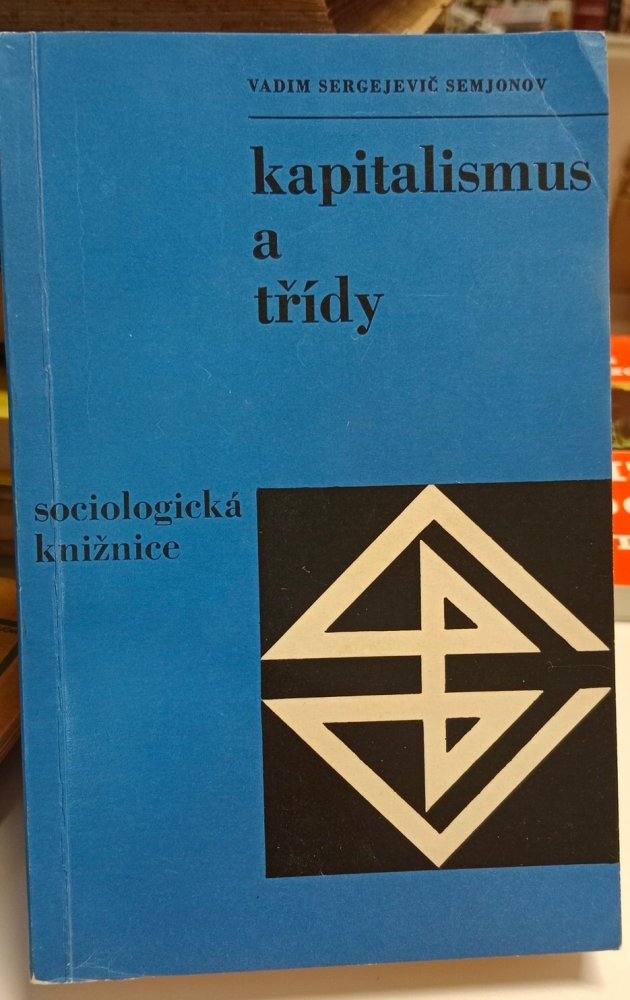 VADIM SERGEJEVIČ SEMJONOV
kapitalismus
a
třídy
sociologická
knižnice